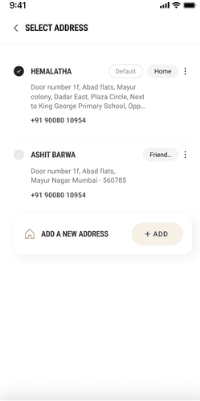 9:41
SELECT ADDRESS
HEMALATHA Default Home
Door number 1f, Abad flats, Mayur
colony, Dadar East, Plaza Circle, Next
to King George Primary School, Opp...
+91 90080 10954
ASHIT BARWA Friend..
Door number 1f, Abad flats,
Mayur Nagar Mumbai - 560785
+91 90080 10954
ADD A NEW ADDRESS + ADD